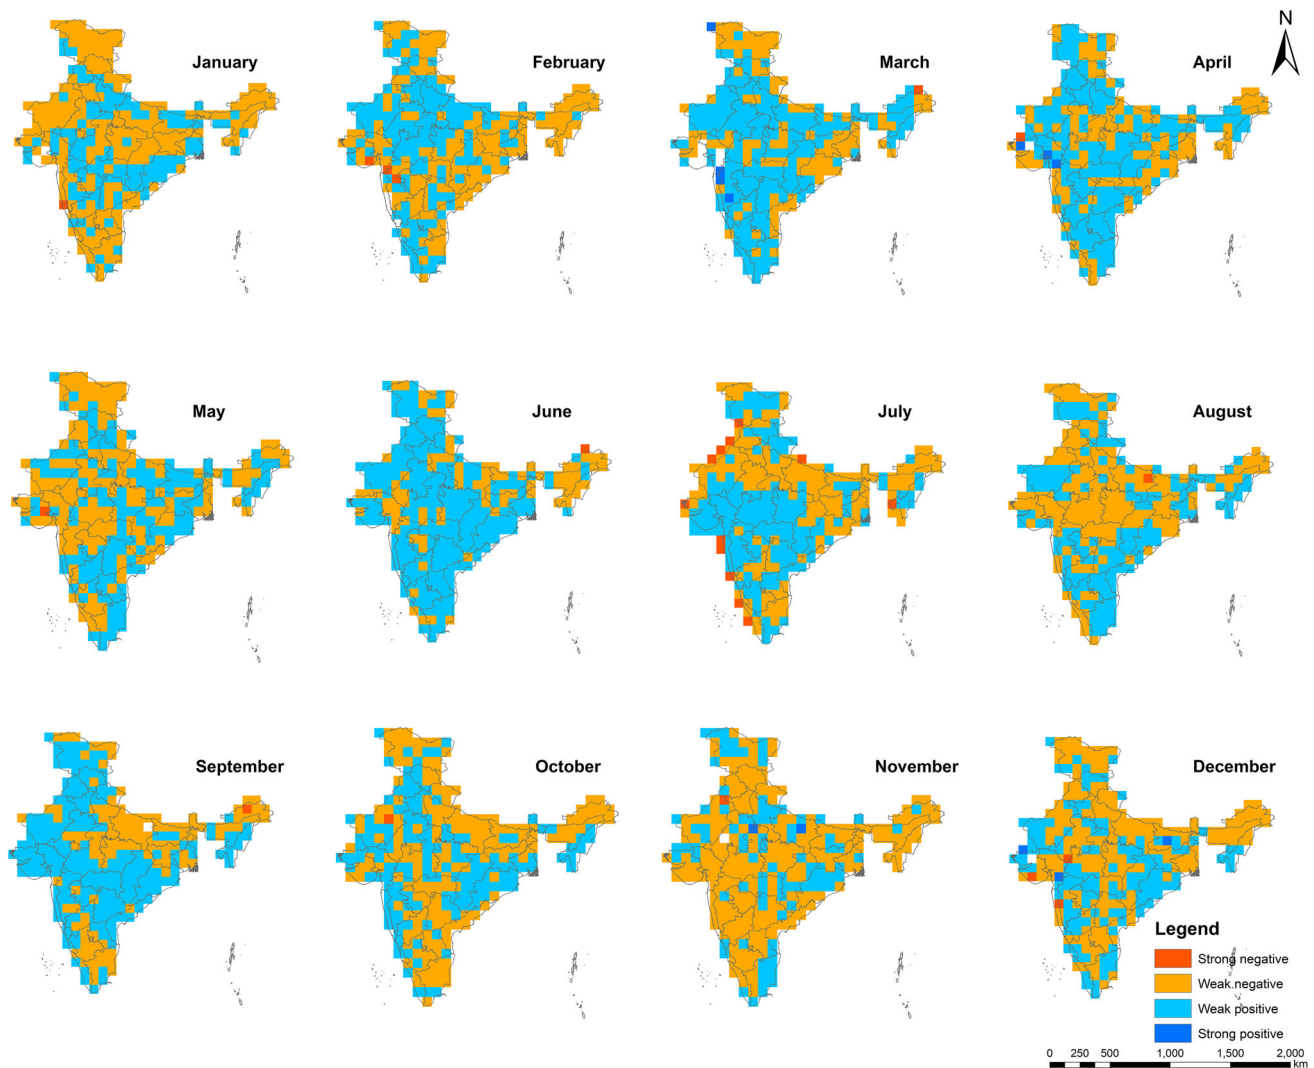 N
January
February
March
April
May
June
July
August
September
October
November
December
Legend
Strong negative
Weak negative
Weak positive
Strong positive
0 250 500 1,000 1,500 2,000
km